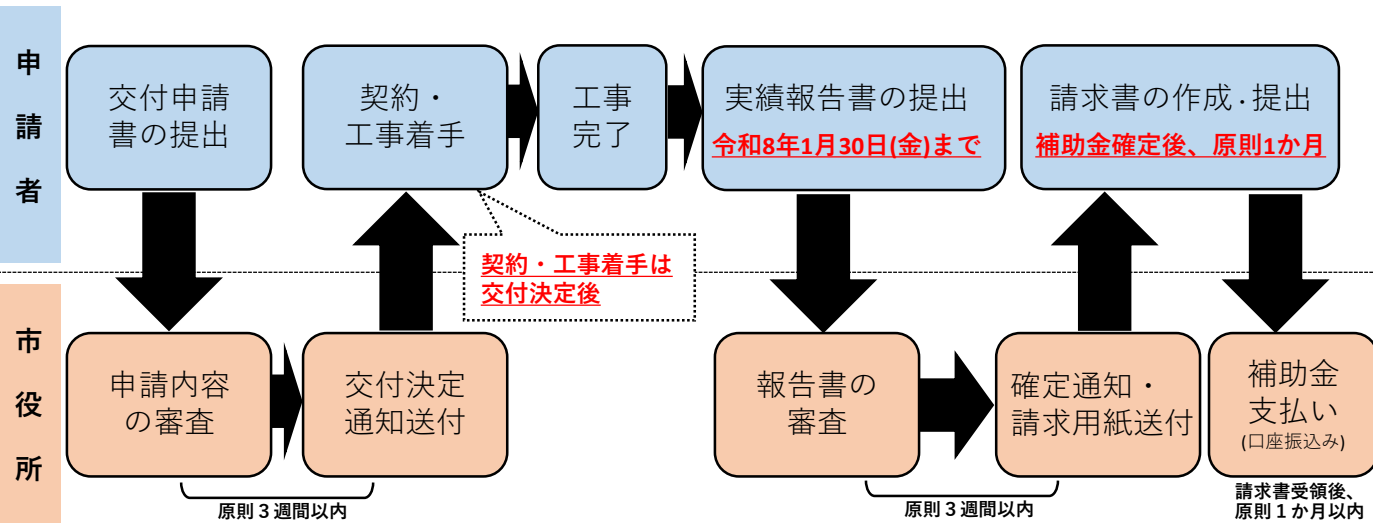 申請者
交付申請
書の提出
契約・
工事着手
工事
完了
実績報告書の提出
令和8年1月30日(金)まで
請求書の作成・提出
補助金確定後、原則1か月
契約・工事着手は
交付決定後
市役所
申請内容
の審査
交付決定
通知送付
報告書の
審査
確定通知・
請求用紙送付
補助金
支払い
(口座振込み)
原則３週間以内
原則３週間以内
請求書受領後、
原則１か月以内